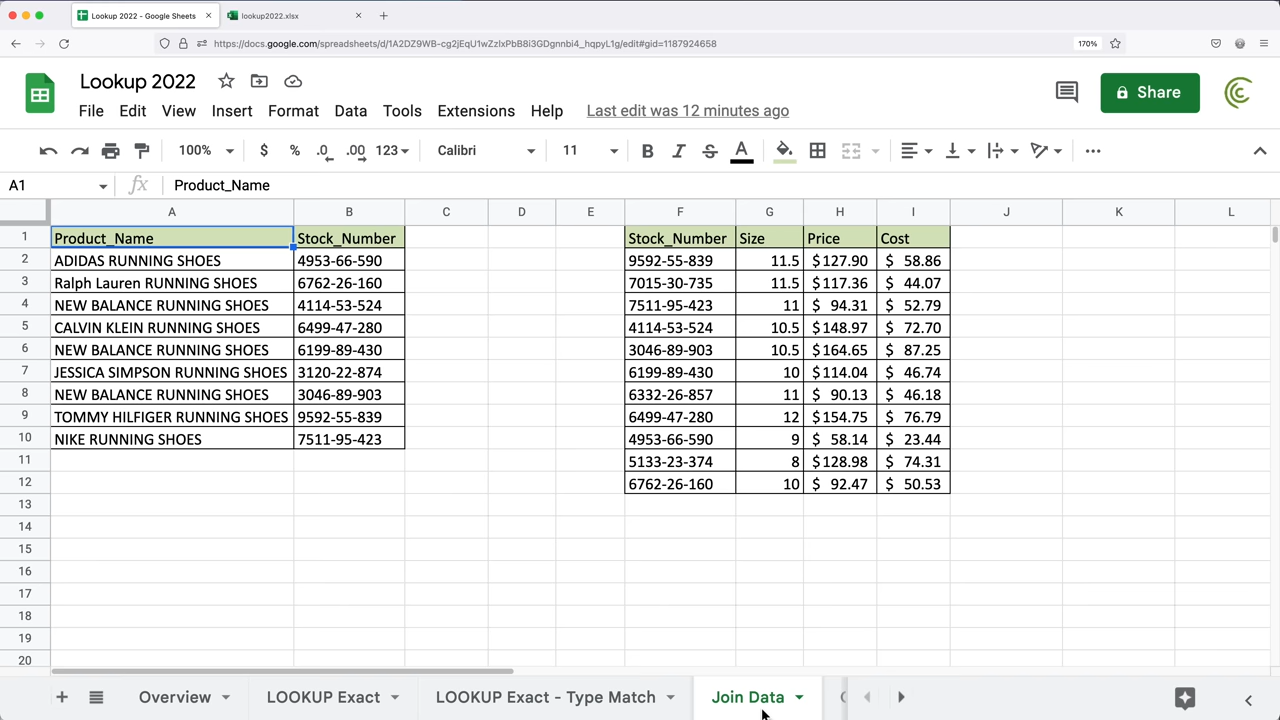 Lookup 2022 - Google Sheets × lookup2022.xlsx × +
https://docs.google.com/spreadsheets/d/1A2DZ9WB-cg2jEqU1wZzlxPbB8i3GDgnnbi4_hqpyL1g/edit#gid=1187924658 170%
Lookup 2022
File Edit View Insert Format Data Tools Extensions Help Last edit was 12 minutes ago Share
100% $ % .0 .00 123 Calibri 11 B I S A
A1 fx Product_Name
A B C D E F G H I J K L
1 Product_Name Stock_Number Stock_Number Size Price Cost
2 ADIDAS RUNNING SHOES 4953-66-590 9592-55-839 11.5 $127.90 $ 58.86
3 Ralph Lauren RUNNING SHOES 6762-26-160 7015-30-735 11.5 $117.36 $ 44.07
4 NEW BALANCE RUNNING SHOES 4114-53-524 7511-95-423 11 $ 94.31 $ 52.79
5 CALVIN KLEIN RUNNING SHOES 6499-47-280 4114-53-524 10.5 $148.97 $ 72.70
6 NEW BALANCE RUNNING SHOES 6199-89-430 3046-89-903 10.5 $164.65 $ 87.25
7 JESSICA SIMPSON RUNNING SHOES 3120-22-874 6199-89-430 10 $114.04 $ 46.74
8 NEW BALANCE RUNNING SHOES 3046-89-903 6332-26-857 11 $ 90.13 $ 46.18
9 TOMMY HILFIGER RUNNING SHOES 9592-55-839 6499-47-280 12 $154.75 $ 76.79
10 NIKE RUNNING SHOES 7511-95-423 4953-66-590 9 $ 58.14 $ 23.44
11 5133-23-374 8 $128.98 $ 74.31
12 6762-26-160 10 $ 92.47 $ 50.53
13
14
15
16
17
18
19
20
+ Overview LOOKUP Exact LOOKUP Exact - Type Match Join Data